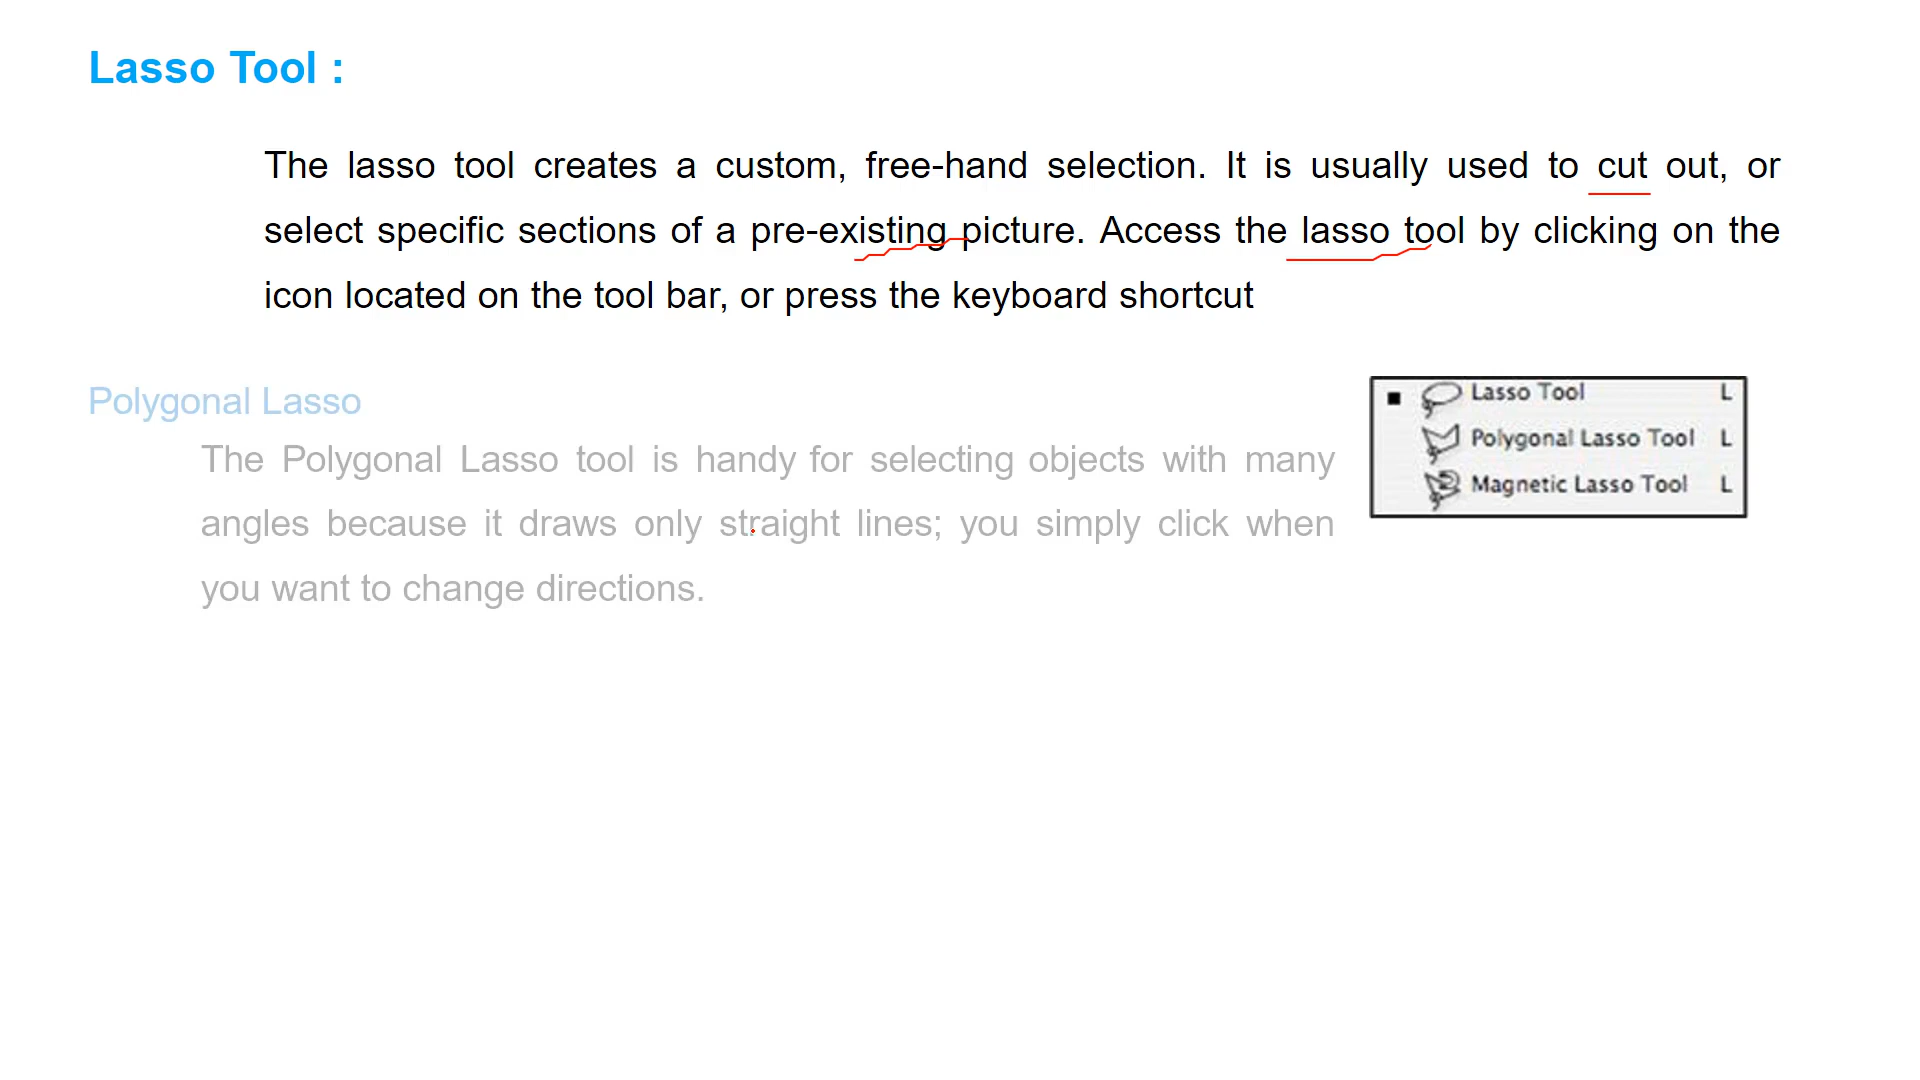 Lasso Tool :
The lasso tool creates a custom, free-hand selection. It is usually used to cut out, or
select specific sections of a pre-existing picture. Access the lasso tool by clicking on the
icon located on the tool bar, or press the keyboard shortcut
Polygonal Lasso
The Polygonal Lasso tool is handy for selecting objects with many
angles because it draws only straight lines; you simply click when
you want to change directions.
Lasso Tool L
Polygonal Lasso Tool L
Magnetic Lasso Tool L